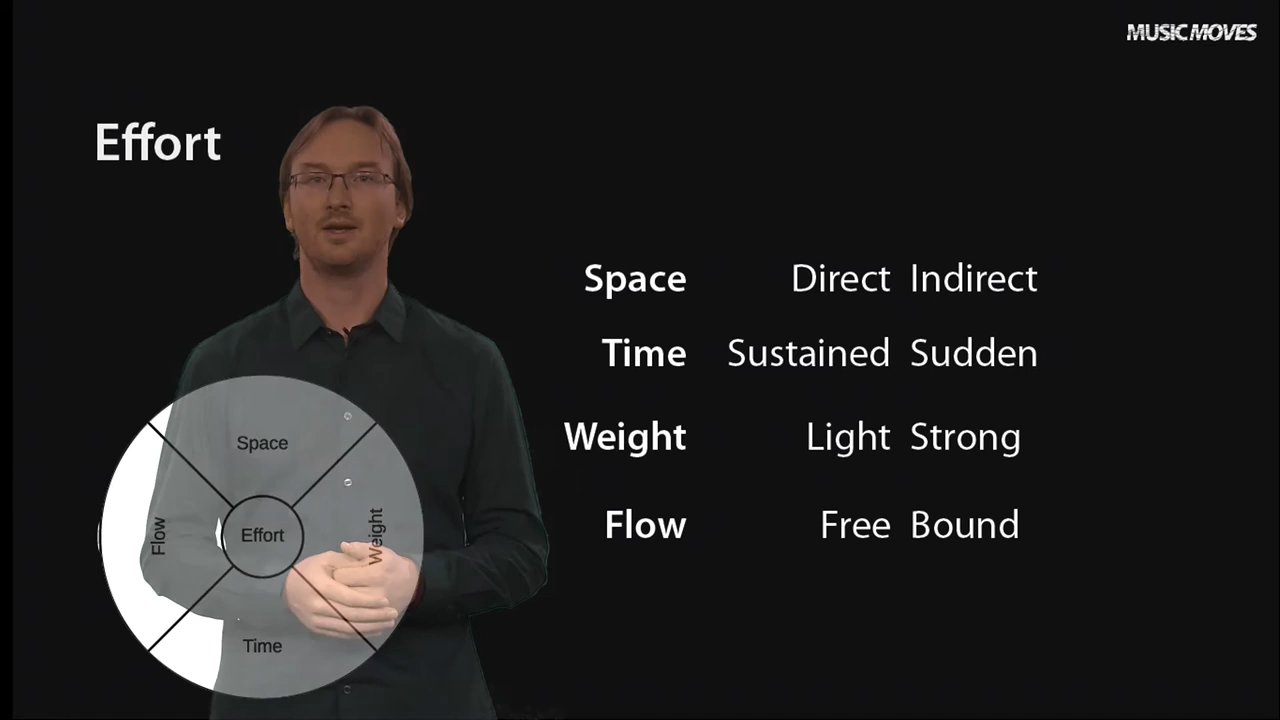 MUSIC MOVES
Effort
Space Direct Indirect
Time Sustained Sudden
Weight Light Strong
Flow Free Bound
Space
Flow
Effort
Weight
Time